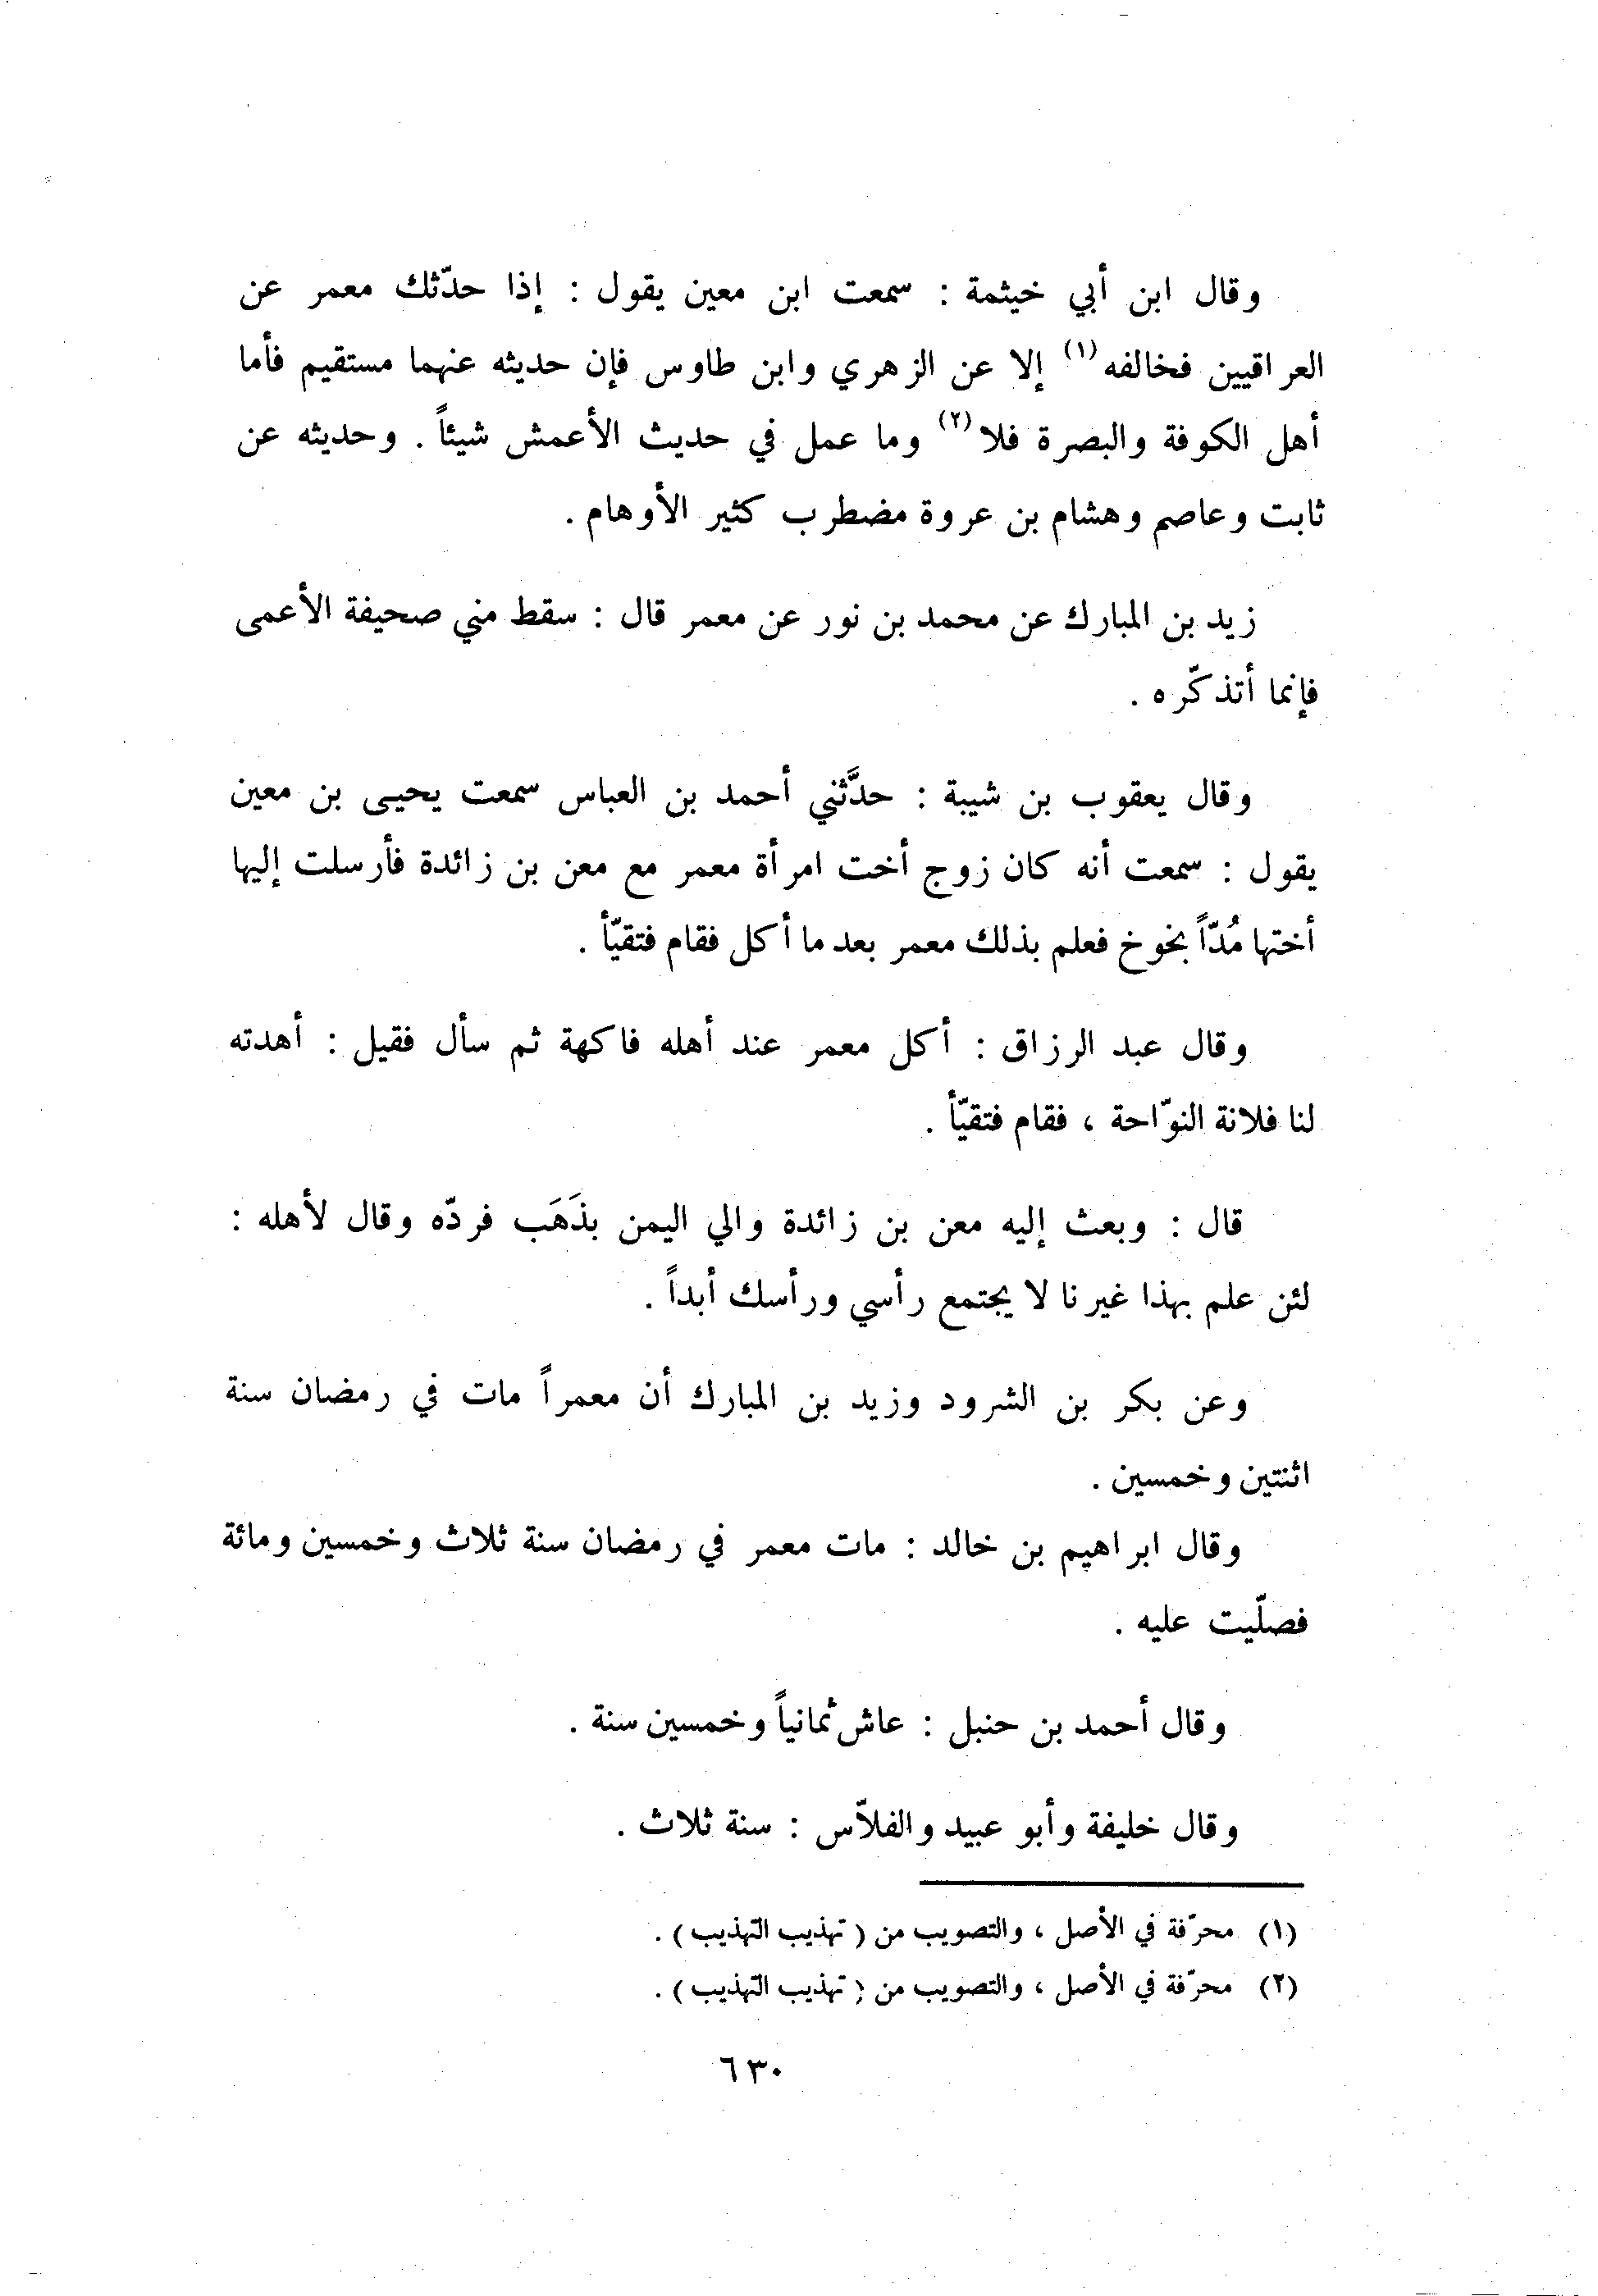 وقال ابن أبي خيثمة : سمعت ابن معين يقول : إذا حدّثك معمر عن
العراقيين فخالفه(١) إلا عن الزهري وابن طاوس فإن حديثه عنهما مستقيم فأما
أهل الكوفة والبصرة فلا(٢) وما عمل في حديث الأعمش شيئاً . وحديثه عن
ثابت وعاصم وهشام بن عروة مضطرب كثير الأوهام .
زيد بن المبارك عن محمد بن نور عن معمر قال : سقط مني صحيفة الأعمى
فإنما أتذكّره .
وقال يعقوب بن شيبة : حدَّثني أحمد بن العباس سمعت يحيى بن معين
يقول : سمعت أنه كان زوج أخت امرأة معمر مع معن بن زائدة فأرسلت إليها
أختها مُدّاً بخوخ فعلم بذلك معمر بعد ما أكل فقام فتقيّأ .
وقال عبد الرزاق : أكل معمر عند أهله فاكهة ثم سأل فقيل : أهدته
لنا فلانة النوّاحة ، فقام فتقيّأ .
قال : وبعث إليه معن بن زائدة والي اليمن بذَهَب فردّه وقال لأهله :
لئن علم بهذا غيرنا لا يجتمع رأسي ورأسك أبداً .
وعن بكر بن الشرود وزيد بن المبارك أن معمراً مات في رمضان سنة
اثنتين وخمسين .
وقال ابراهيم بن خالد : مات معمر في رمضان سنة ثلاث وخمسين ومائة
فصلّيت عليه .
وقال أحمد بن حنبل : عاش ثمانياً وخمسين سنة .
وقال خليفة وأبو عبيد والفلاّس : سنة ثلاث .
(١) محرّفة في الأصل ، والتصويب من (تهذيب التهذيب) .
(٢) محرّفة في الأصل ، والتصويب من (تهذيب التهذيب) .
٦٣٠